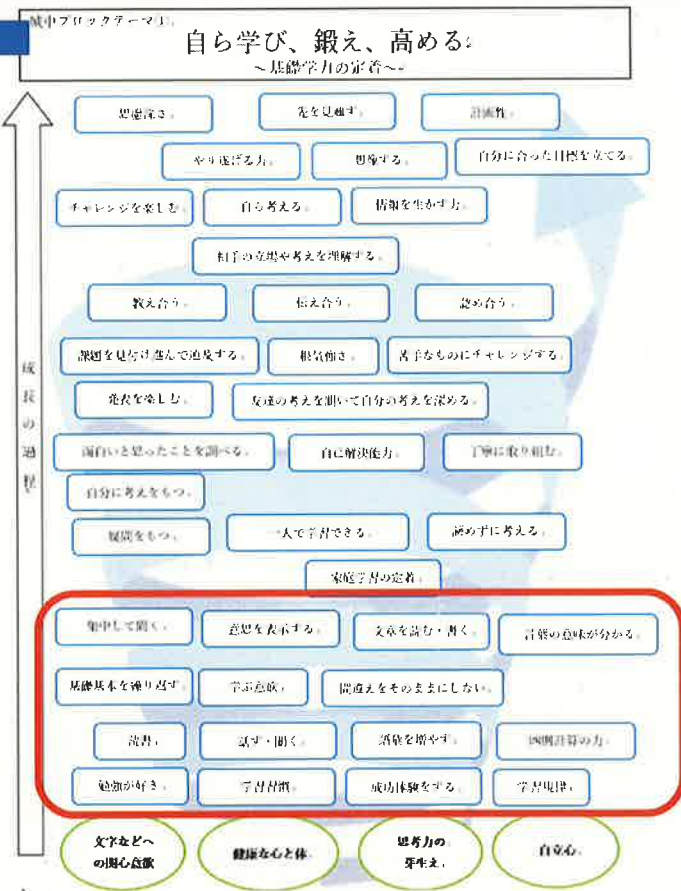 城中ブロックテーマ①
自ら学び、鍛え、高める
～基礎学力の定着～
思慮深さ 先を見通す 計画性
やり遂げる力 想像する 自分に合った目標を立てる
チャレンジを楽しむ 自ら考える 情報を生かす力
相手の立場や考えを理解する
教え合う 伝え合う 認め合う
課題を見付け進んで追及する 根気強さ 苦手なものにチャレンジする
発表を楽しむ 友達の考えを聞いて自分の考えを深める
面白いと思ったことを調べる 自己解決能力 丁寧に取り組む
自分に考えをもつ
疑問をもつ 一人で学習できる 諦めずに考える
家庭学習の定着
集中して聞く 意思を表示する 文章を読む・書く 言葉の意味が分かる
基礎基本を繰り返す 学ぶ意欲 間違えをそのままにしない
読書 話す・聞く 語彙を増やす 四則計算の力
勉強が好き 学習習慣 成功体験をする 学習規律
文字などへ
の関心意欲
健康な心と体
思考力の
芽生え
自立心
成長の過程